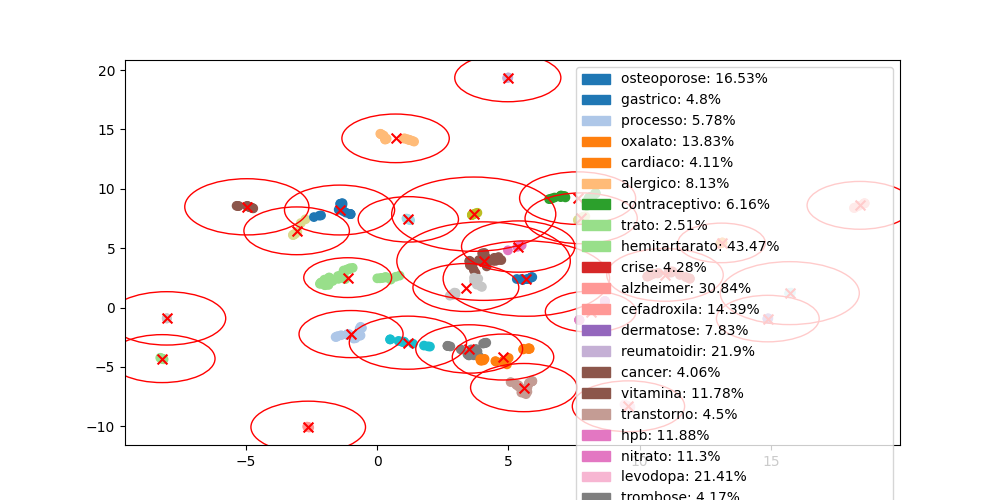 20
15
10
5
0
−5
−10
−5
0
5
10
15
osteoporose: 16.53%
gastrico: 4.8%
processo: 5.78%
oxalato: 13.83%
cardiaco: 4.11%
alergico: 8.13%
contraceptivo: 6.16%
trato: 2.51%
hemitartarato: 43.47%
crise: 4.28%
alzheimer: 30.84%
cefadroxila: 14.39%
dermatose: 7.83%
reumatoidir: 21.9%
cancer: 4.06%
vitamina: 11.78%
transtorno: 4.5%
hpb: 11.88%
nitrato: 11.3%
levodopa: 21.41%
trombose: 4.17%